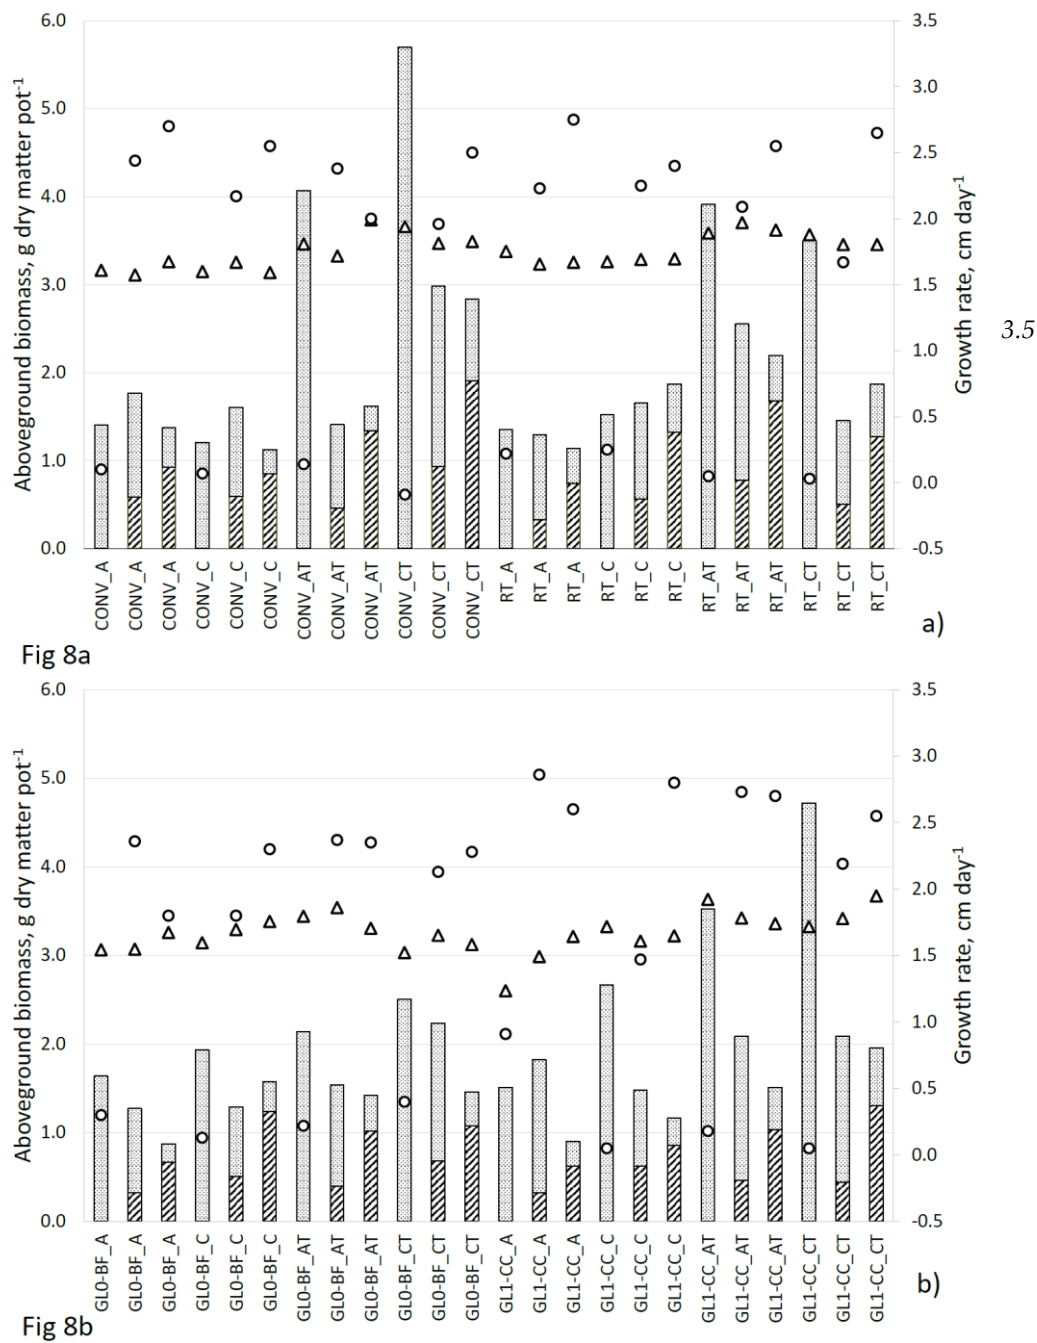 Aboveground biomass, g dry matter pot-1
6.0
5.0
4.0
3.0
2.0
1.0
0.0
3.5
3.0
2.5
2.0
1.5
1.0
0.5
0.0
-0.5
Growth rate, cm day-1
3.5
CONV_A
CONV_A
CONV_A
CONV_C
CONV_C
CONV_C
CONV_AT
CONV_AT
CONV_AT
CONV_CT
CONV_CT
CONV_CT
RT_A
RT_A
RT_A
RT_C
RT_C
RT_C
RT_AT
RT_AT
RT_AT
RT_CT
RT_CT
RT_CT
a)
Fig 8a
Aboveground biomass, g dry matter pot-1
6.0
5.0
4.0
3.0
2.0
1.0
0.0
3.5
3.0
2.5
2.0
1.5
1.0
0.5
0.0
-0.5
Growth rate, cm day-1
GL0-BF_A
GL0-BF_A
GL0-BF_A
GL0-BF_C
GL0-BF_C
GL0-BF_C
GL0-BF_AT
GL0-BF_AT
GL0-BF_AT
GL0-BF_CT
GL0-BF_CT
GL0-BF_CT
GL1-CC_A
GL1-CC_A
GL1-CC_A
GL1-CC_C
GL1-CC_C
GL1-CC_C
GL1-CC_AT
GL1-CC_AT
GL1-CC_AT
GL1-CC_CT
GL1-CC_CT
GL1-CC_CT
b)
Fig 8b